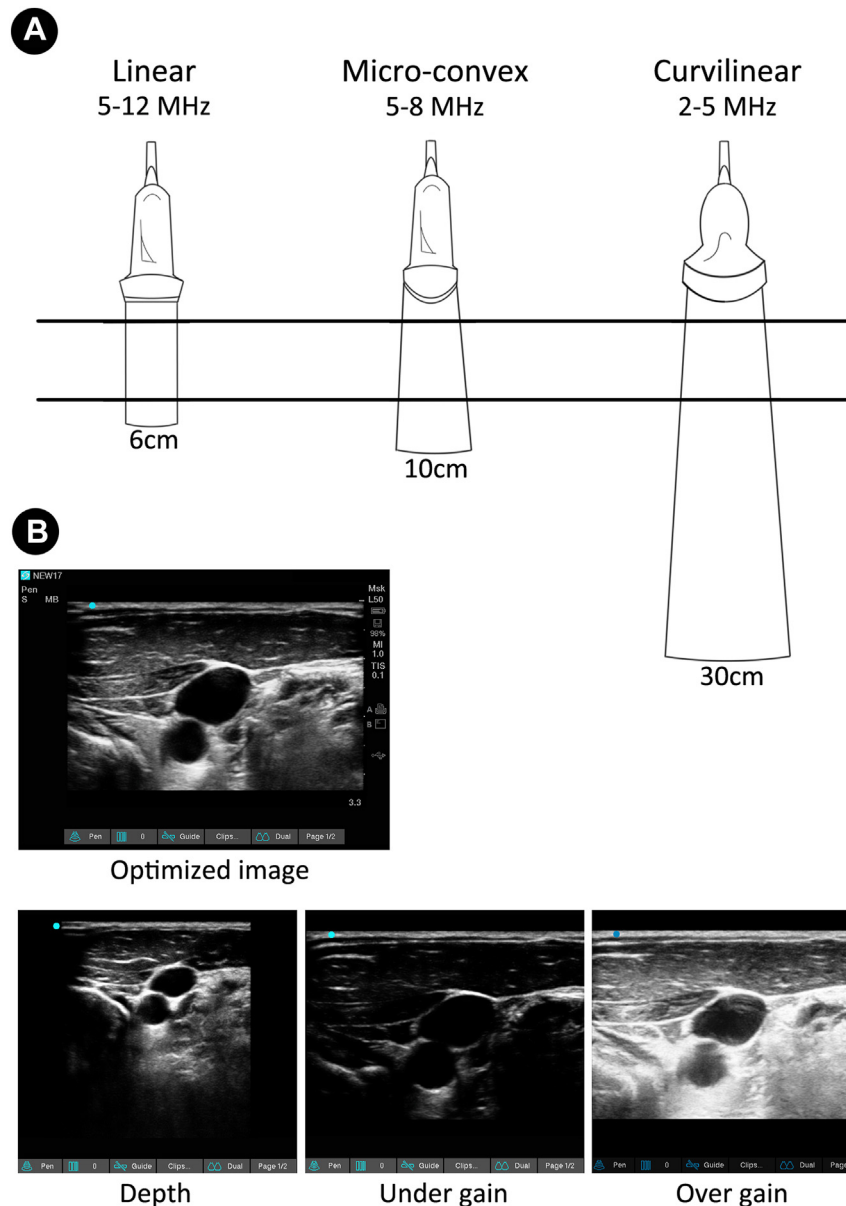 A
Linear
5-12 MHz
Micro-convex
5-8 MHz
Curvilinear
2-5 MHz
6cm
10cm
30cm
B
NEW17
Pen
S MB
Msk
L50
98%
MI
1.0
TIS
0.1
A
B
3.3
Pen 0 Guide Clips... Dual Page 1/2
Optimized image
Pen 0 Guide Clips... Dual Page 1/2
Depth
Pen 0 Guide Clips... Dual Page 1/2
Under gain
Pen 0 Guide Clips... Dual Page
Over gain